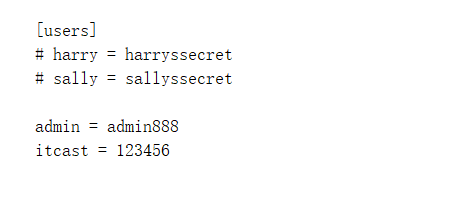 [users]
# harry = harryssecret
# sally = sallyssecret
admin = admin888
itcast = 123456